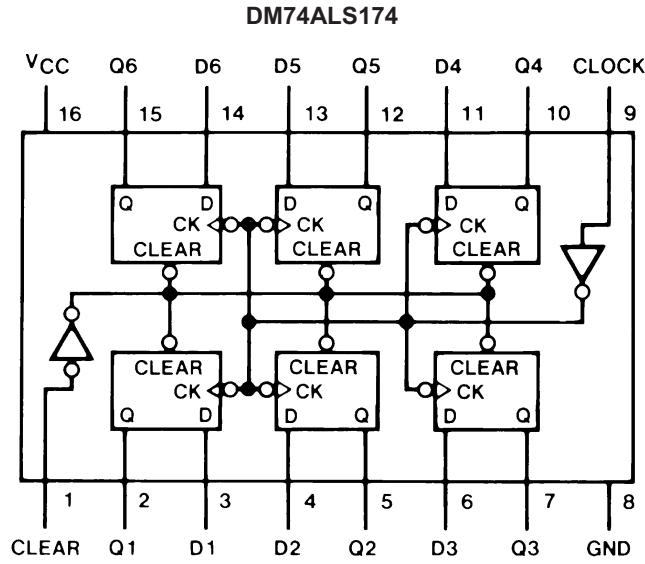 DM74ALS174
VCC Q6 D6 D5 Q5 D4 Q4 CLOCK
16 15 14 13 12 11 10 9
Q D D Q D Q
CK CK CK
CLEAR CLEAR CLEAR
CLEAR CLEAR CLEAR
CK CK CK
Q D D Q D Q
1 2 3 4 5 6 7 8
CLEAR Q1 D1 D2 Q2 D3 Q3 GND